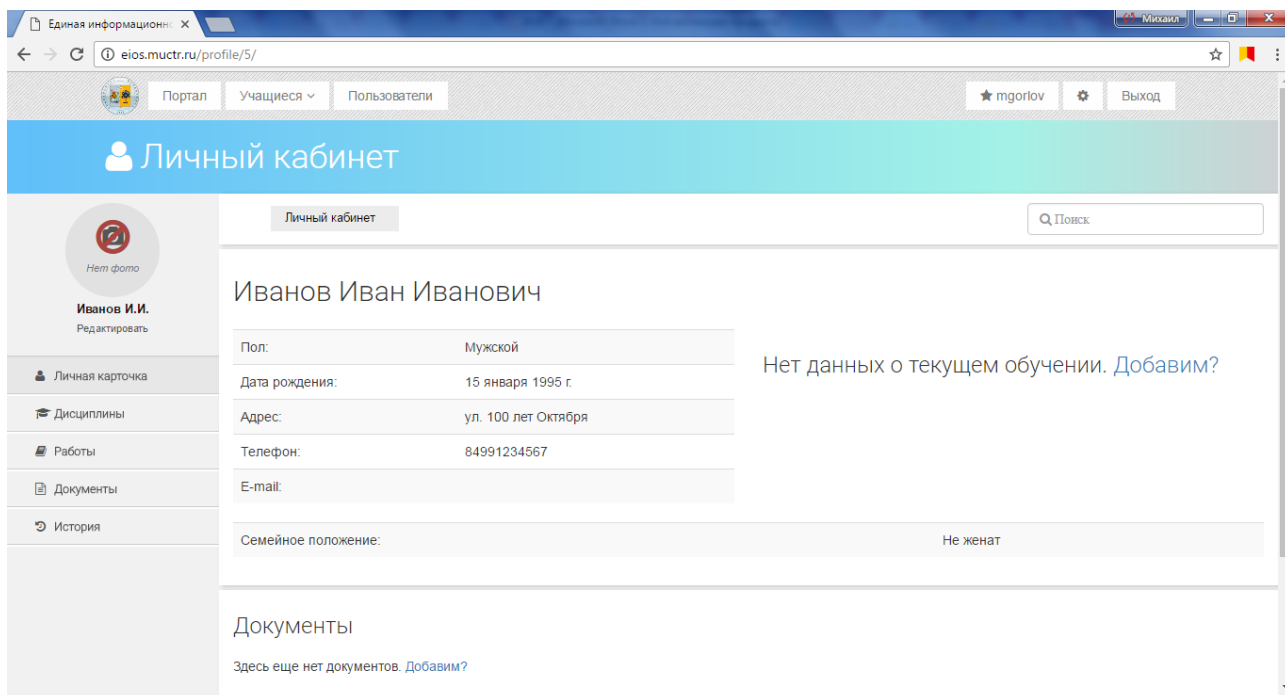 Единая информационн
Михаил
eios.muctr.ru/profile/5/
Портал Учащиеся Пользователи mgorlov Выход
Личный кабинет
Нет фото
Иванов И.И.
Редактировать
Личная карточка
Дисциплины
Работы
Документы
История
Личный кабинет Поиск
Иванов Иван Иванович
Пол: Мужской
Дата рождения: 15 января 1995 г.
Адрес: ул. 100 лет Октября
Телефон: 84991234567
E-mail:
Нет данных о текущем обучении. Добавим?
Семейное положение: Не женат
Документы
Здесь еще нет документов. Добавим?